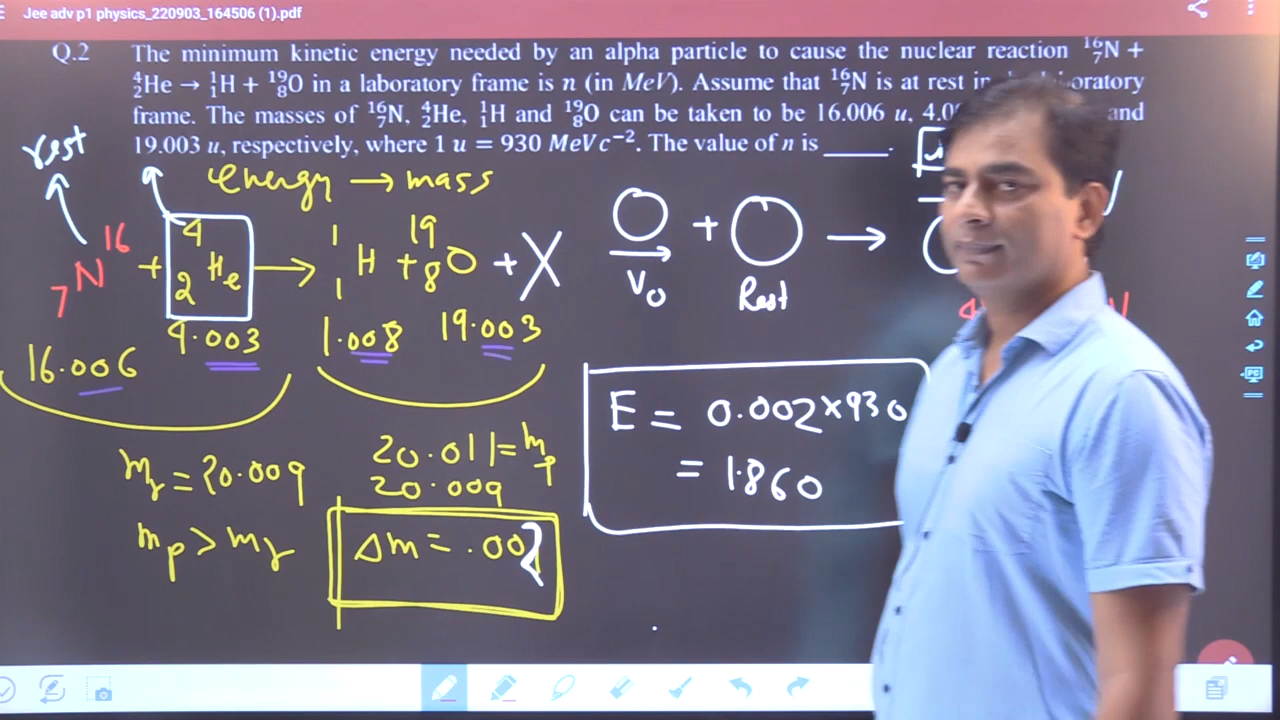 Jee adv p1 physics_220903_164506 (1).pdf
Q.2 The minimum kinetic energy needed by an alpha particle to cause the nuclear reaction ¹⁶₇N +
⁴₂He → ¹₁H + ¹⁹₈O in a laboratory frame is n (in MeV). Assume that ¹⁶₇N is at rest in oratory
frame. The masses of ¹⁶₇N, ⁴₂He, ¹₁H and ¹⁹₈O can be taken to be 16.006 u, 4.0 and
19.003 u, respectively, where 1 u = 930 MeVc⁻². The value of n is _____.
rest
energy → mass
₇N¹⁶ + ⁴₂He → ¹₁H + ¹⁹₈O + X
+ →
V₀ Rest
16.006 4.003 1.008 19.003
E = 0.002×930
= 1.860
mᵣ = 20.009
20.011 = mₚ
20.009
mₚ > mᵣ
Δm = .002